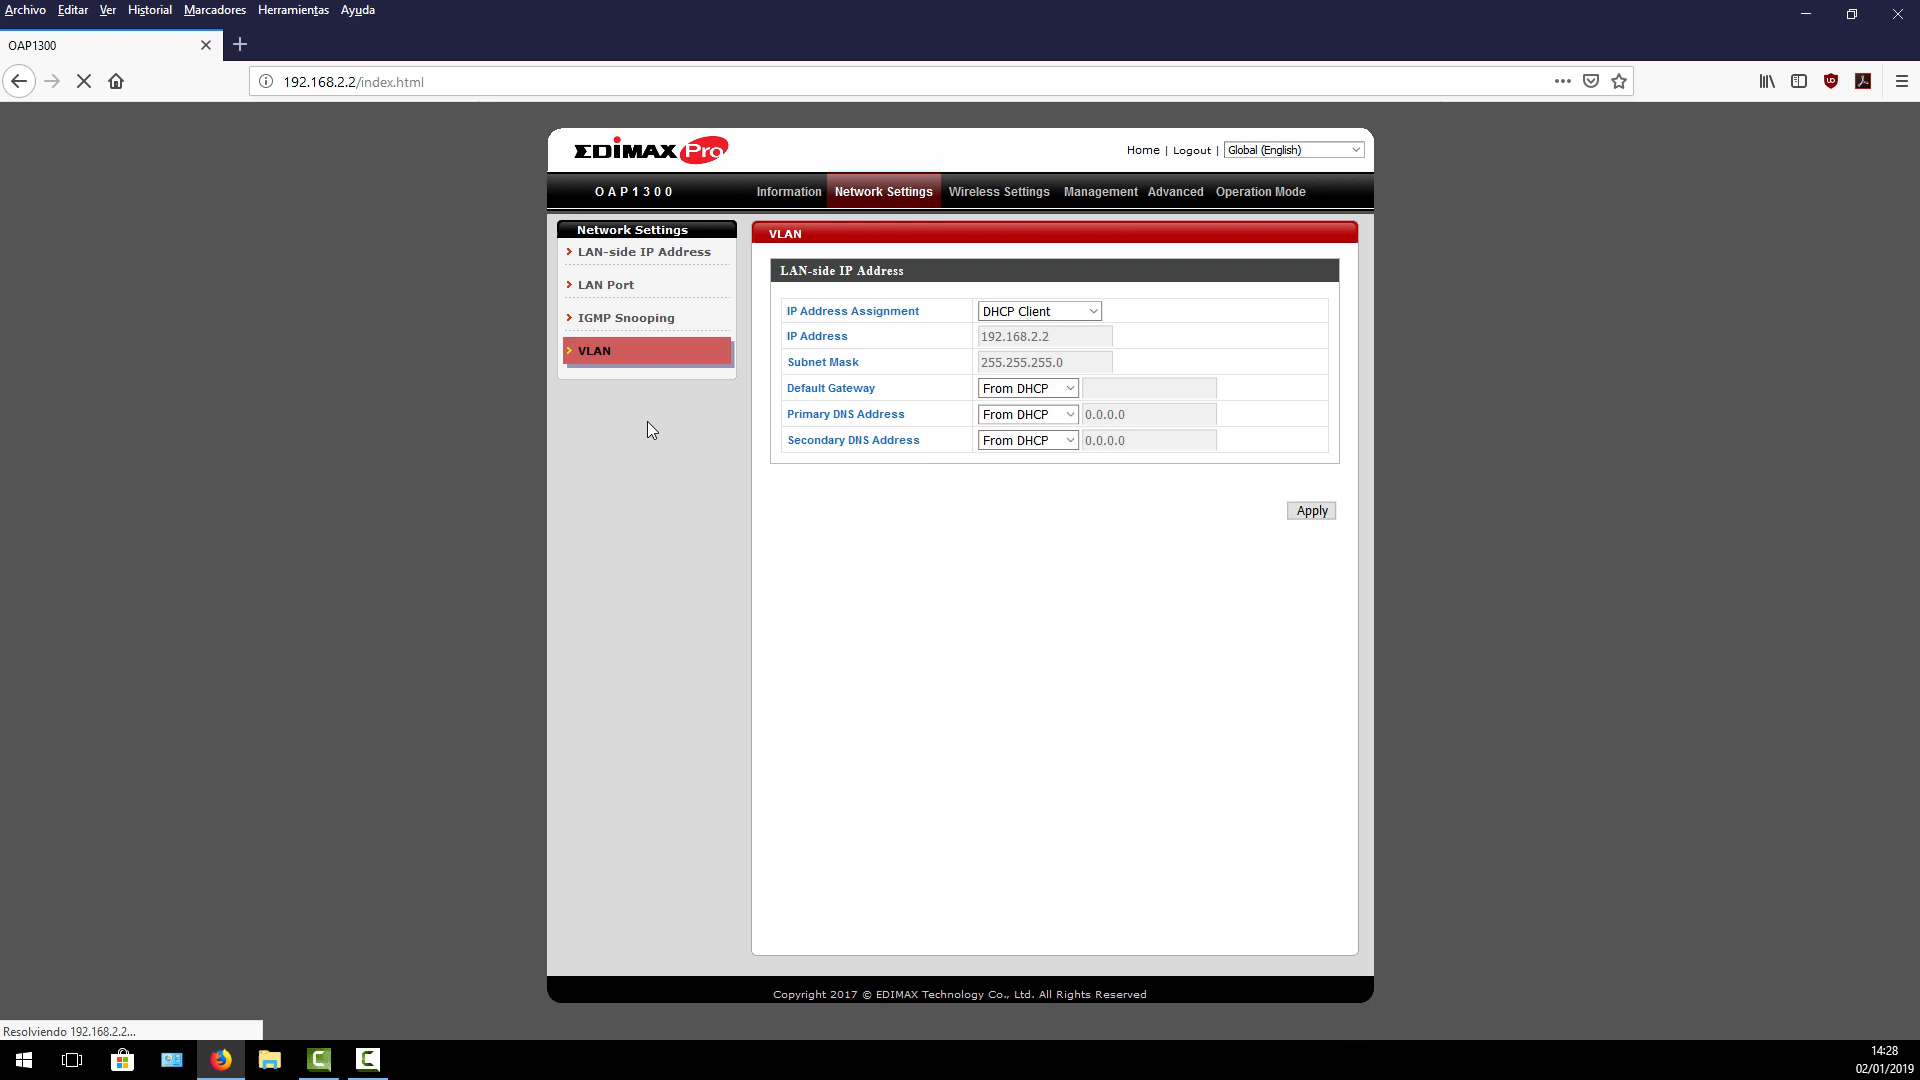 Archivo Editar Ver Historial Marcadores Herramientas Ayuda
OAP1300
192.168.2.2/index.html
EDIMAX Pro
Home | Logout | Global (English)
OAP1300 Information Network Settings Wireless Settings Management Advanced Operation Mode
Network Settings
LAN-side IP Address
LAN Port
IGMP Snooping
VLAN
VLAN
LAN-side IP Address
IP Address Assignment DHCP Client
IP Address 192.168.2.2
Subnet Mask 255.255.255.0
Default Gateway From DHCP
Primary DNS Address From DHCP 0.0.0.0
Secondary DNS Address From DHCP 0.0.0.0
Apply
Copyright 2017 © EDIMAX Technology Co., Ltd. All Rights Reserved
Resolviendo 192.168.2.2...
14:28
02/01/2019